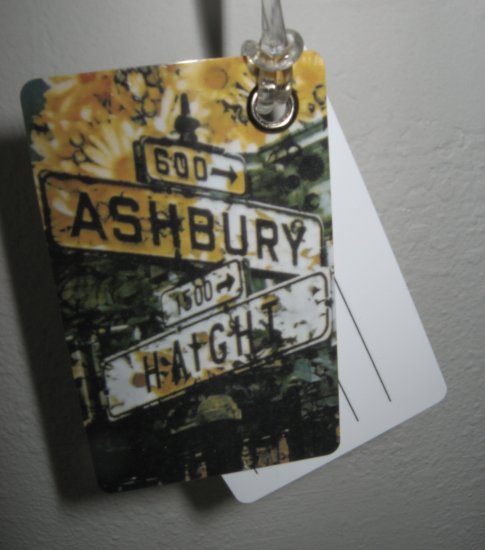 600 →
ASHBURY
1500 →
HAIGHT